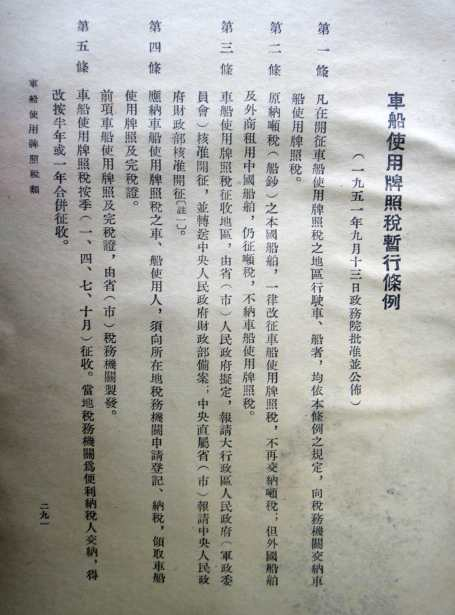 車船使用牌照稅暫行條例
（一九五一年九月十三日政務院批准並公佈）
第一條　凡在開征車船使用牌照稅之地區行駛車、船者，均依本條例之規定，向稅務機關交納車
船使用牌照稅。
第二條　原納噸稅（船鈔）之本國船舶，一律改征車船使用牌照稅，不再交納噸稅；但外國船舶
及外商租用中國船舶，仍征噸稅，不納車船使用牌照稅。
第三條　車船使用牌照稅征收地區，由省（市）人民政府擬定，報請大行政區人民政府（軍政委
員會）核准開征，並轉送中央人民政府財政部備案；中央直屬省（市）報請中央人民政
府財政部核准開征〔註一〕。
第四條　應納車船使用牌照稅之車、船使用人，須向所在地稅務機關申請登記、納稅，領取車船
使用牌照及完稅證。
前項車船使用牌照及完稅證，由省（市）稅務機關製發。
第五條　車船使用牌照稅按季（一、四、七、十月）征收。當地稅務機關爲便利納稅人交納，得
改按半年或一年合併征收。
車船使用牌照稅類
二九一